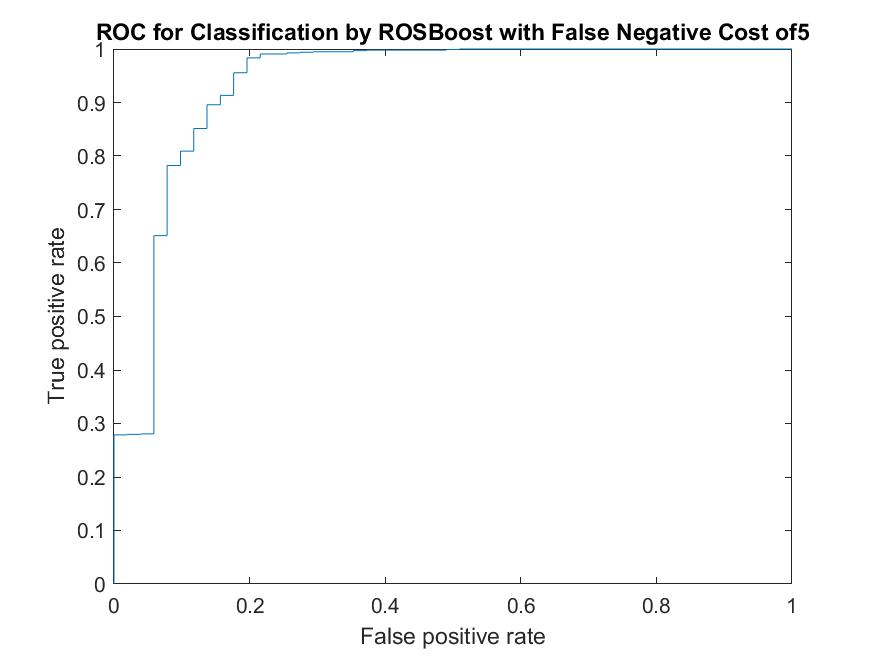 ROC for Classification by ROSBoost with False Negative Cost of5
1
0.9
0.8
0.7
0.6
0.5
0.4
0.3
0.2
0.1
0
True positive rate
0 0.2 0.4 0.6 0.8 1
False positive rate